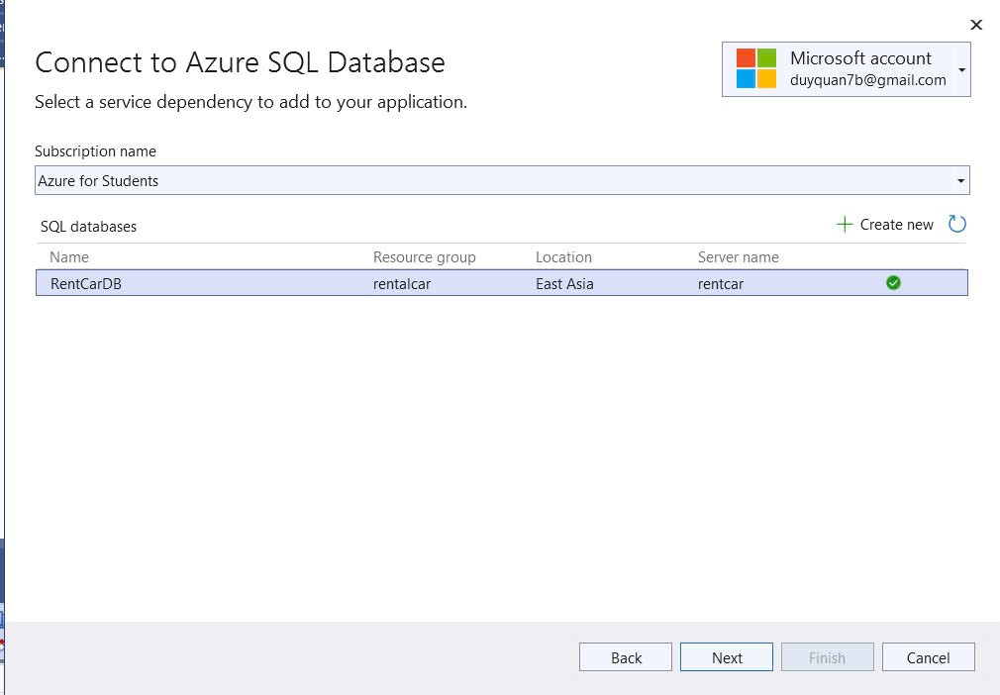 Connect to Azure SQL Database
Select a service dependency to add to your application.
Microsoft account
duyquan7b@gmail.com
Subscription name
Azure for Students
SQL databases
Create new
Name Resource group Location Server name
RentCarDB rentalcar East Asia rentcar
Back Next Finish Cancel